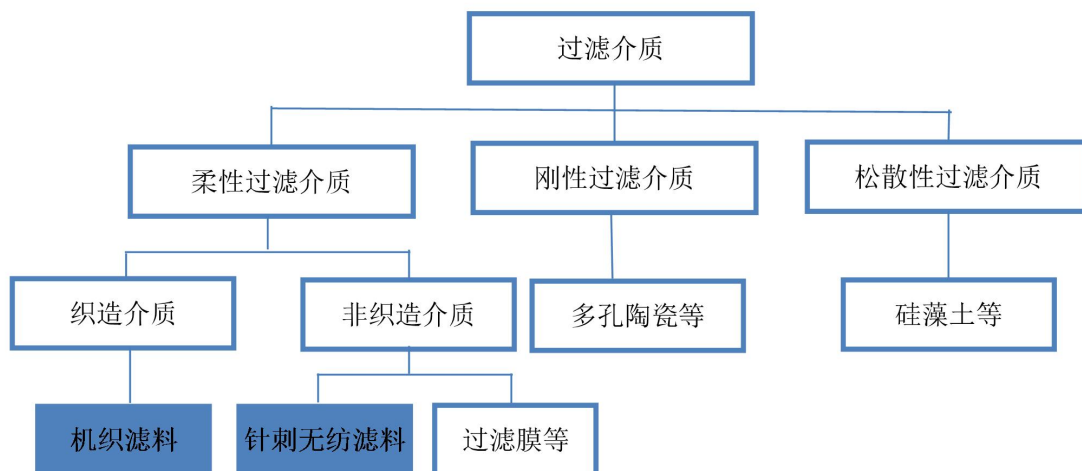 过滤介质
柔性过滤介质
刚性过滤介质
松散性过滤介质
织造介质
非织造介质
多孔陶瓷等
硅藻土等
机织滤料
针刺无纺滤料
过滤膜等